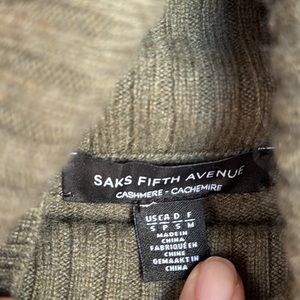 SAKS FIFTH AVENUE
CASHMERE - CACHEMIRE
USCA D F
S P S M
MADE IN
CHINA
FABRIQUÉ EN
CHINE
GEMAAKT IN
CHINA